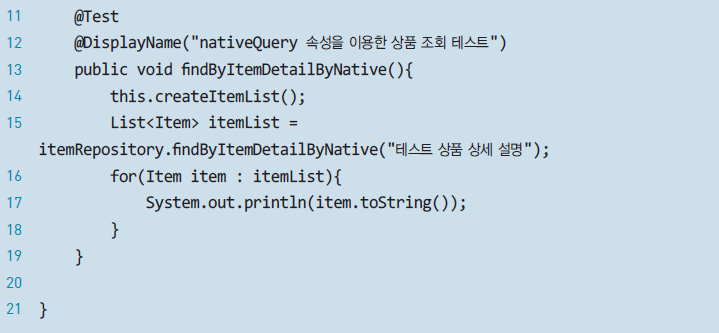 11 @Test
12 @DisplayName("nativeQuery 속성을 이용한 상품 조회 테스트")
13 public void findByItemDetailByNative(){
14 this.createItemList();
15 List<Item> itemList =
itemRepository.findByItemDetailByNative("테스트 상품 상세 설명");
16 for(Item item : itemList){
17 System.out.println(item.toString());
18 }
19 }
20
21 }